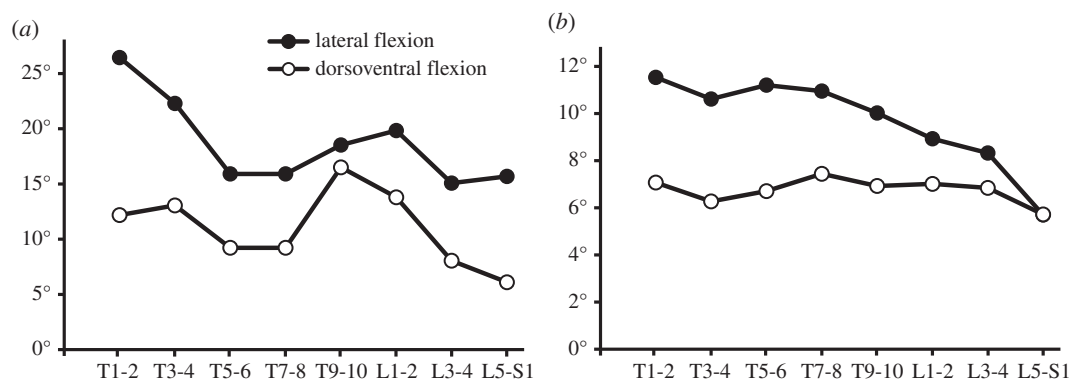 (a)
lateral flexion
dorsoventral flexion
25°
20°
15°
10°
5°
0°
T1-2 T3-4 T5-6 T7-8 T9-10 L1-2 L3-4 L5-S1
(b)
12°
10°
8°
6°
4°
2°
0°
T1-2 T3-4 T5-6 T7-8 T9-10 L1-2 L3-4 L5-S1